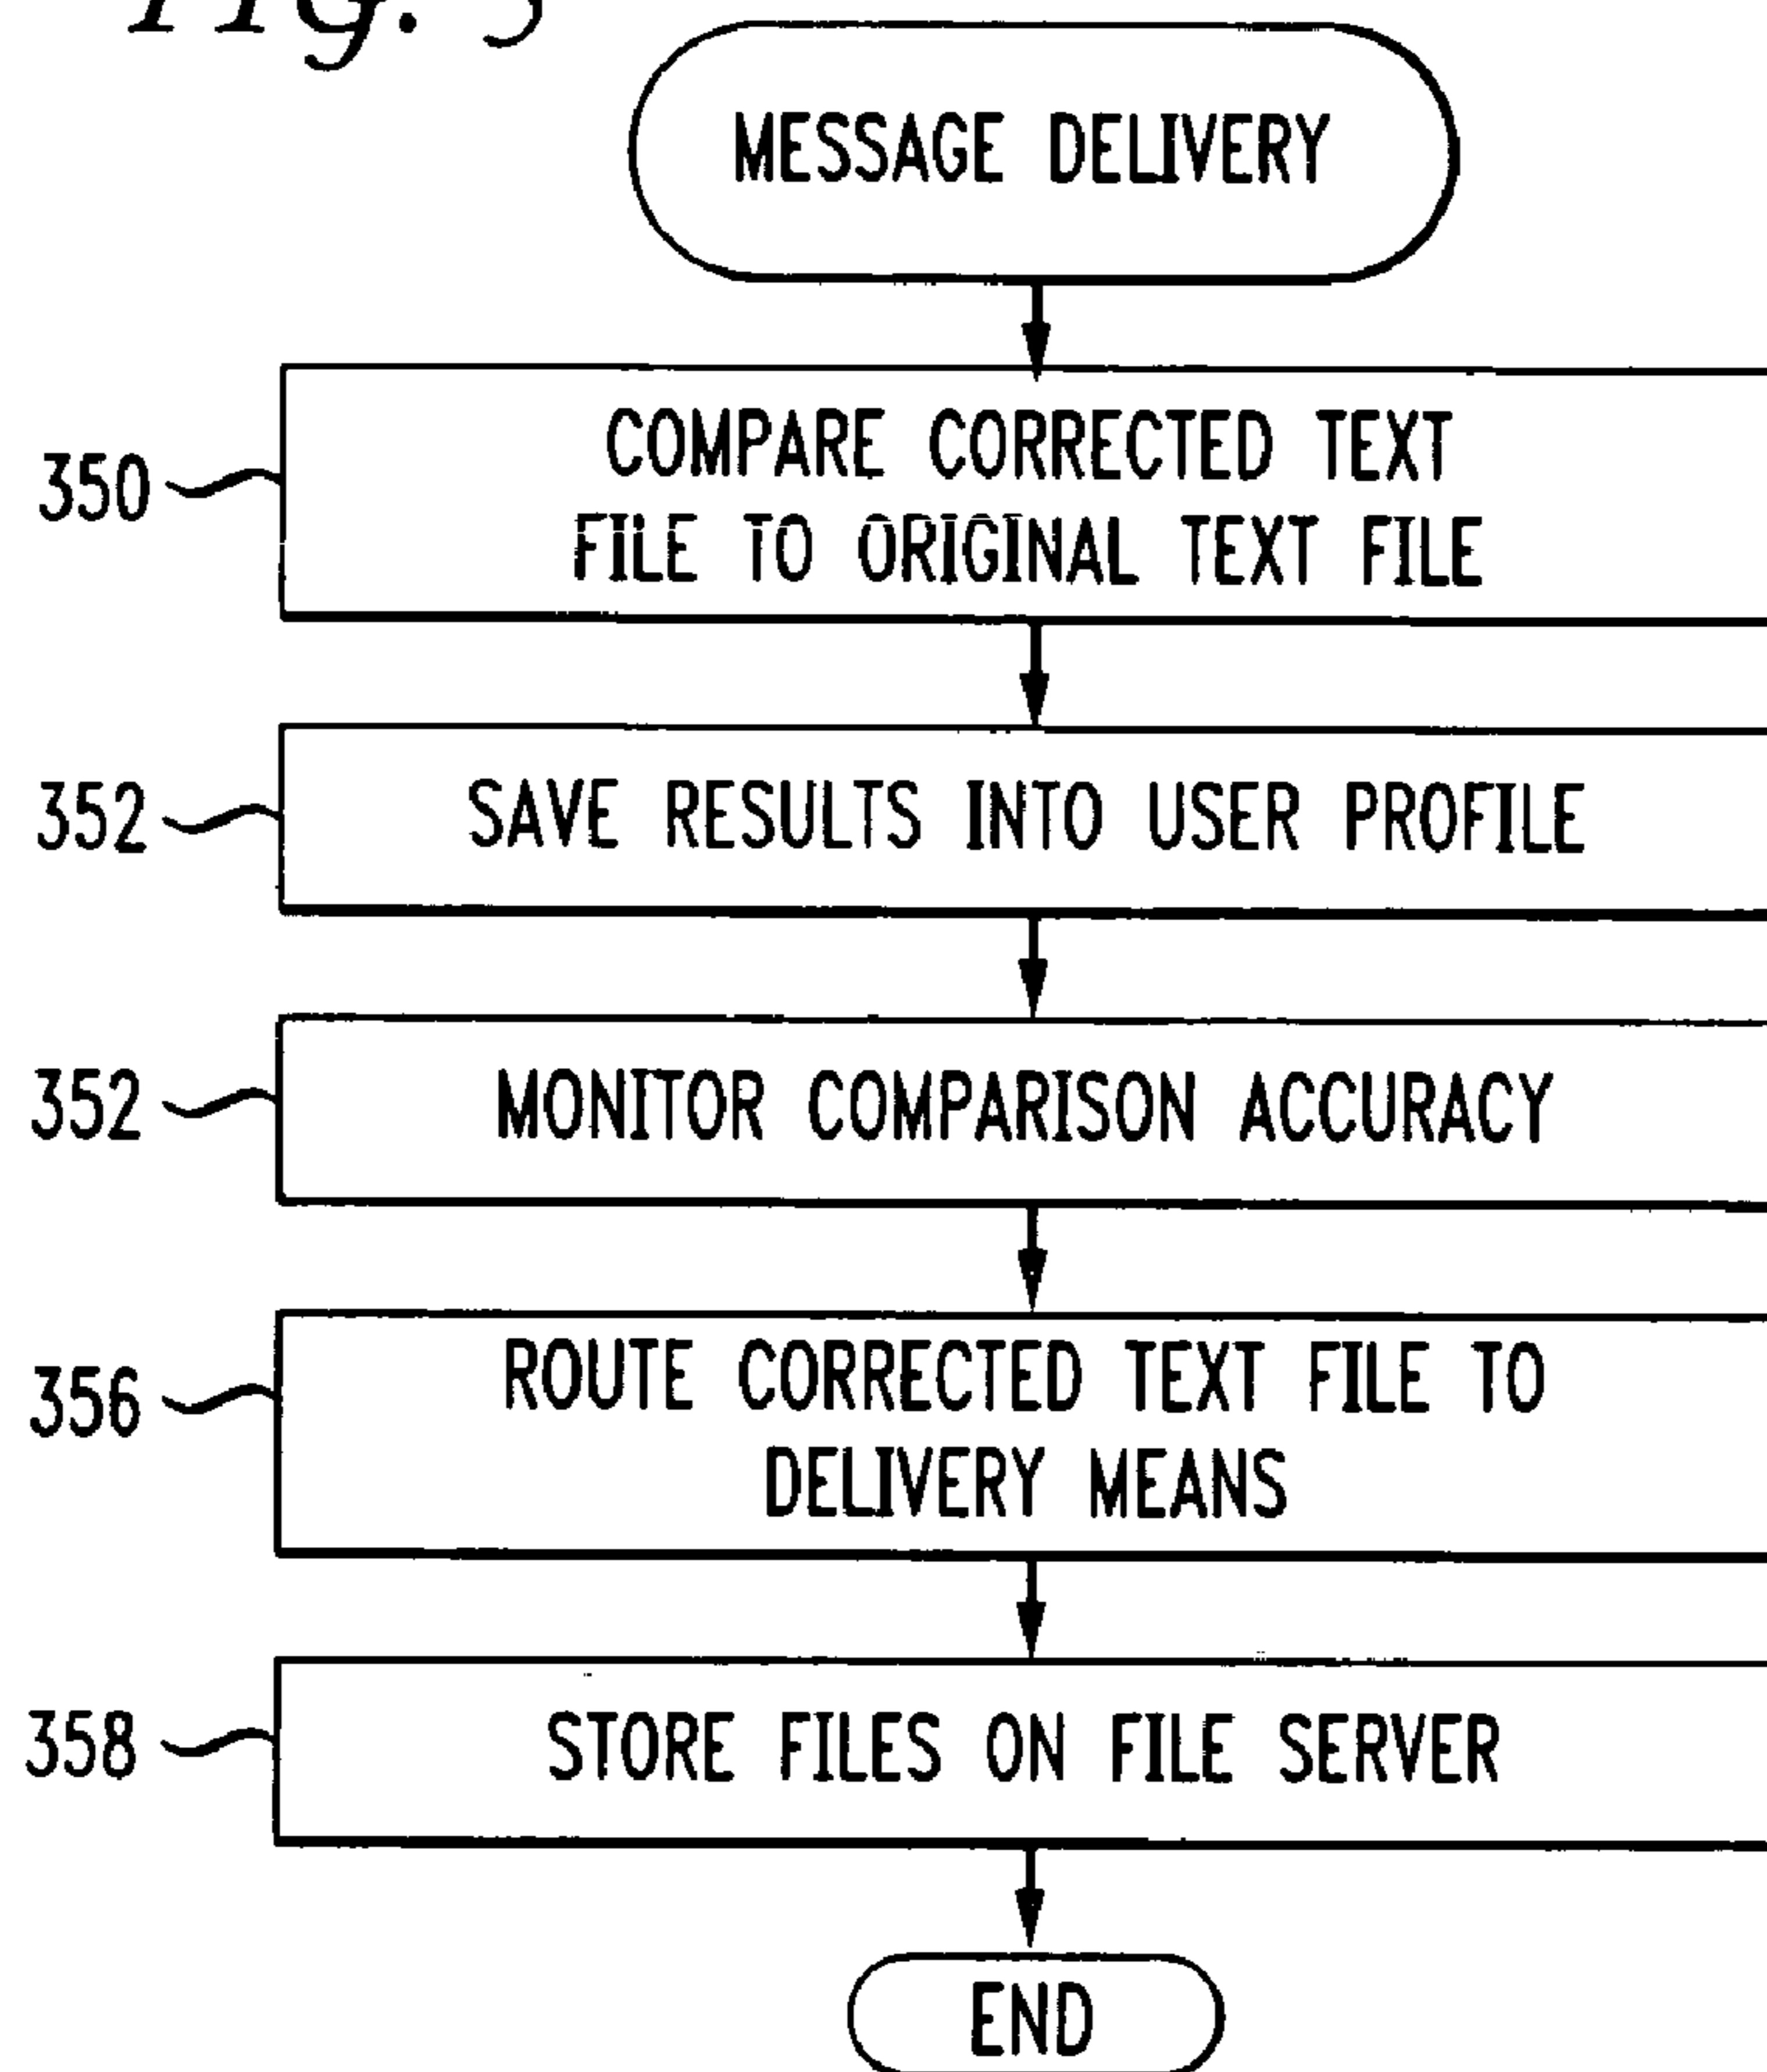 FIG.
MESSAGE DELIVERY
350
COMPARE CORRECTED TEXT
FILE TO ORIGINAL TEXT FILE
352
SAVE RESULTS INTO USER PROFILE
352
MONITOR COMPARISON ACCURACY
356
ROUTE CORRECTED TEXT FILE TO
DELIVERY MEANS
358
STORE FILES ON FILE SERVER
END